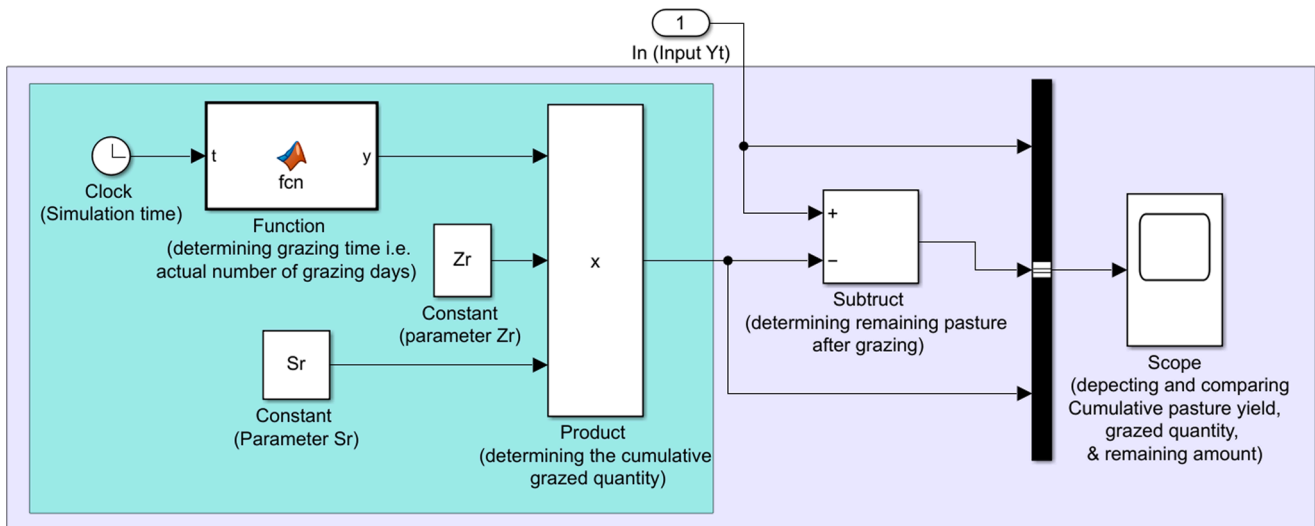 1
In (Input Yt)
t
y
fcn
Clock
(Simulation time)
Function
(determining grazing time i.e.
actual number of grazing days)
Zr
Constant
(parameter Zr)
Sr
Constant
(Parameter Sr)
x
Product
(determining the cumulative
grazed quantity)
+
−
Subtruct
(determining remaining pasture
after grazing)
Scope
(depecting and comparing
Cumulative pasture yield,
grazed quantity,
& remaining amount)